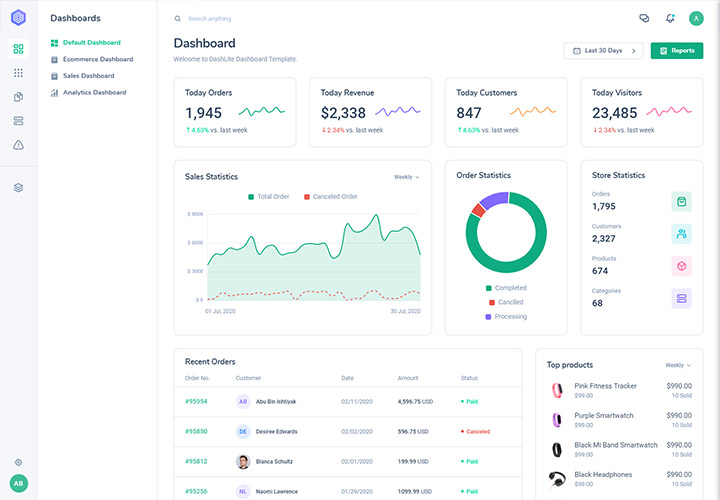 Dashboards
Default Dashboard
Ecommerce Dashboard
Sales Dashboard
Analytics Dashboard
AB
Search anything
A
Dashboard
Welcome to DashLite Dashboard Template.
Last 30 Days
Reports
Today Orders
1,945
4.63% vs. last week
Today Revenue
$2,338
2.34% vs. last week
Today Customers
847
4.63% vs. last week
Today Visitors
23,485
2.34% vs. last week
Sales Statistics
Weekly
Total Order
Canceled Order
$ 9000
$ 6000
$ 3000
$ 0
01 Jul, 2020
30 Jul, 2020
Order Statistics
Completed
Canclled
Processing
Store Statistics
Orders
1,795
Customers
2,327
Products
674
Categories
68
Recent Orders
Order No. Customer Date Amount Status
#95954 AB Abu Bin Ishtiyak 02/11/2020 4,596.75 USD Paid
#95850 DE Desiree Edwards 02/02/2020 596.75 USD Canceled
#95812 Blanca Schultz 02/01/2020 199.99 USD Paid
#95256 NL Naomi Lawrence 01/29/2020 1099.99 USD Paid
Top products
Weekly
Pink Fitness Tracker $990.00
$99.00 10 Sold
Purple Smartwatch $990.00
$99.00 10 Sold
Black Mi Band Smartwatch $990.00
$99.00 10 Sold
Black Headphones $990.00
$99.00 10 Sold